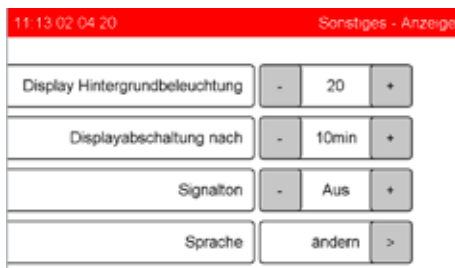 11:13 02 04 20 Sonstiges - Anzeige
Display Hintergrundbeleuchtung - 20 +
Displayabschaltung nach - 10min +
Signalton - Aus +
Sprache ändern >